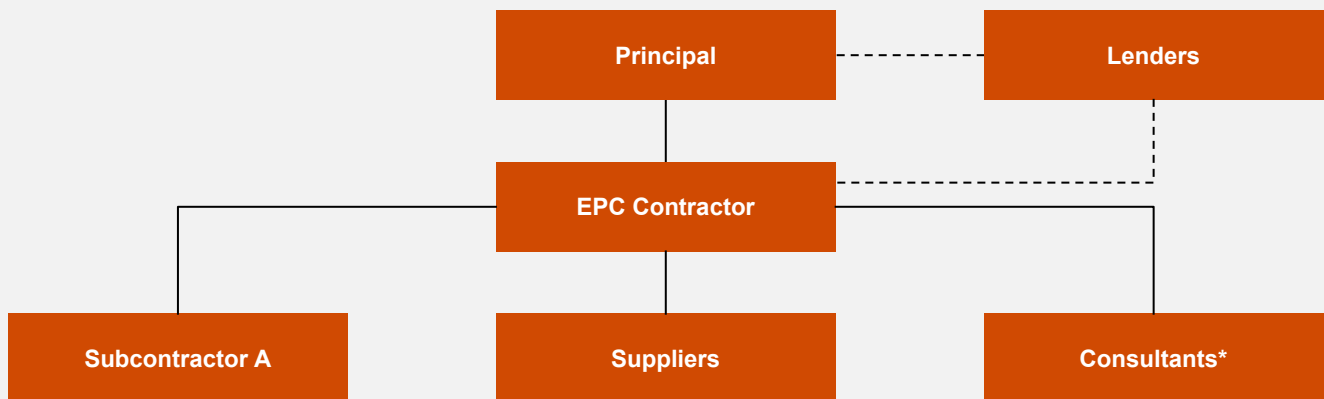 Principal
Lenders
EPC Contractor
Subcontractor A
Suppliers
Consultants*